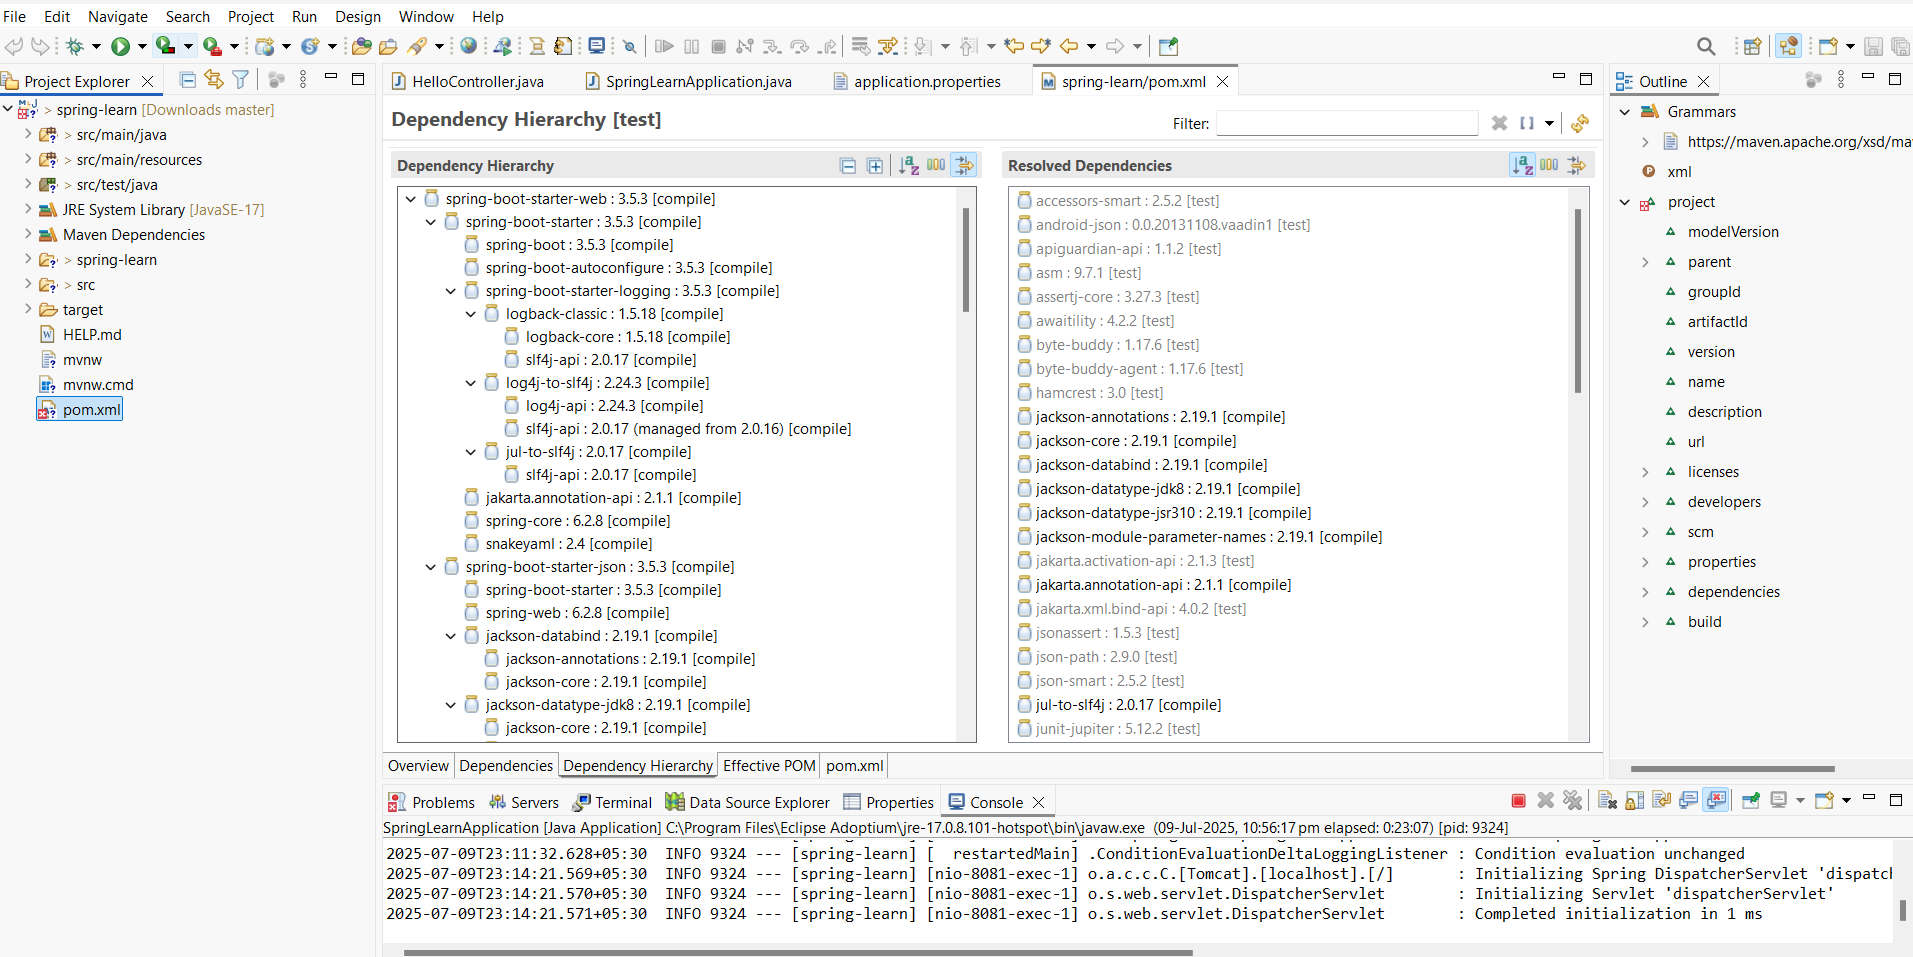 File Edit Navigate Search Project Run Design Window Help
Project Explorer
HelloController.java SpringLearnApplication.java application.properties spring-learn/pom.xml
Outline
> spring-learn [Downloads master]
> src/main/java
> src/main/resources
> src/test/java
JRE System Library [JavaSE-17]
Maven Dependencies
> spring-learn
> src
target
HELP.md
mvnw
mvnw.cmd
pom.xml
Dependency Hierarchy [test]
Filter:
Dependency Hierarchy
spring-boot-starter-web : 3.5.3 [compile]
spring-boot-starter : 3.5.3 [compile]
spring-boot : 3.5.3 [compile]
spring-boot-autoconfigure : 3.5.3 [compile]
spring-boot-starter-logging : 3.5.3 [compile]
logback-classic : 1.5.18 [compile]
logback-core : 1.5.18 [compile]
slf4j-api : 2.0.17 [compile]
log4j-to-slf4j : 2.24.3 [compile]
log4j-api : 2.24.3 [compile]
slf4j-api : 2.0.17 (managed from 2.0.16) [compile]
jul-to-slf4j : 2.0.17 [compile]
slf4j-api : 2.0.17 [compile]
jakarta.annotation-api : 2.1.1 [compile]
spring-core : 6.2.8 [compile]
snakeyaml : 2.4 [compile]
spring-boot-starter-json : 3.5.3 [compile]
spring-boot-starter : 3.5.3 [compile]
spring-web : 6.2.8 [compile]
jackson-databind : 2.19.1 [compile]
jackson-annotations : 2.19.1 [compile]
jackson-core : 2.19.1 [compile]
jackson-datatype-jdk8 : 2.19.1 [compile]
jackson-core : 2.19.1 [compile]
Resolved Dependencies
accessors-smart : 2.5.2 [test]
android-json : 0.0.20131108.vaadin1 [test]
apiguardian-api : 1.1.2 [test]
asm : 9.7.1 [test]
assertj-core : 3.27.3 [test]
awaitility : 4.2.2 [test]
byte-buddy : 1.17.6 [test]
byte-buddy-agent : 1.17.6 [test]
hamcrest : 3.0 [test]
jackson-annotations : 2.19.1 [compile]
jackson-core : 2.19.1 [compile]
jackson-databind : 2.19.1 [compile]
jackson-datatype-jdk8 : 2.19.1 [compile]
jackson-datatype-jsr310 : 2.19.1 [compile]
jackson-module-parameter-names : 2.19.1 [compile]
jakarta.activation-api : 2.1.3 [test]
jakarta.annotation-api : 2.1.1 [compile]
jakarta.xml.bind-api : 4.0.2 [test]
jsonassert : 1.5.3 [test]
json-path : 2.9.0 [test]
json-smart : 2.5.2 [test]
jul-to-slf4j : 2.0.17 [compile]
junit-jupiter : 5.12.2 [test]
Grammars
https://maven.apache.org/xsd/ma
xml
project
modelVersion
parent
groupId
artifactId
version
name
description
url
licenses
developers
scm
properties
dependencies
build
Overview Dependencies Dependency Hierarchy Effective POM pom.xml
Problems Servers Terminal Data Source Explorer Properties Console
SpringLearnApplication [Java Application] C:\Program Files\Eclipse Adoptium\jre-17.0.8.101-hotspot\bin\javaw.exe (09-Jul-2025, 10:56:17 pm elapsed: 0:23:07) [pid: 9324]
2025-07-09T23:11:32.628+05:30 INFO 9324 --- [spring-learn] [ restartedMain] .ConditionEvaluationDeltaLoggingListener : Condition evaluation unchanged
2025-07-09T23:14:21.569+05:30 INFO 9324 --- [spring-learn] [nio-8081-exec-1] o.a.c.c.C.[Tomcat].[localhost].[/] : Initializing Spring DispatcherServlet 'dispatc
2025-07-09T23:14:21.570+05:30 INFO 9324 --- [spring-learn] [nio-8081-exec-1] o.s.web.servlet.DispatcherServlet : Initializing Servlet 'dispatcherServlet'
2025-07-09T23:14:21.571+05:30 INFO 9324 --- [spring-learn] [nio-8081-exec-1] o.s.web.servlet.DispatcherServlet : Completed initialization in 1 ms